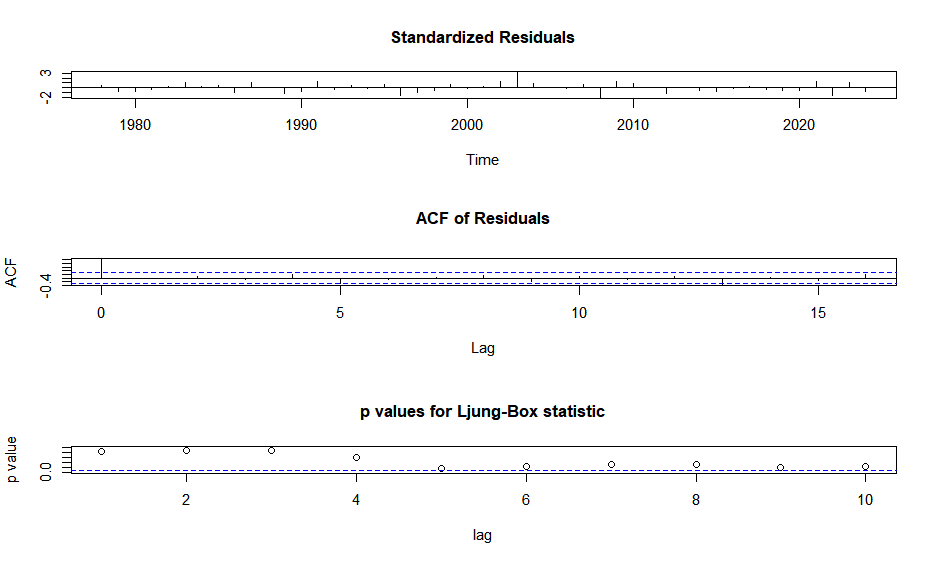 Standardized Residuals
3
-2
1980 1990 2000 2010 2020
Time
ACF of Residuals
ACF
-0.4
0 5 10 15
Lag
p values for Ljung-Box statistic
p value
0.0
2 4 6 8 10
lag